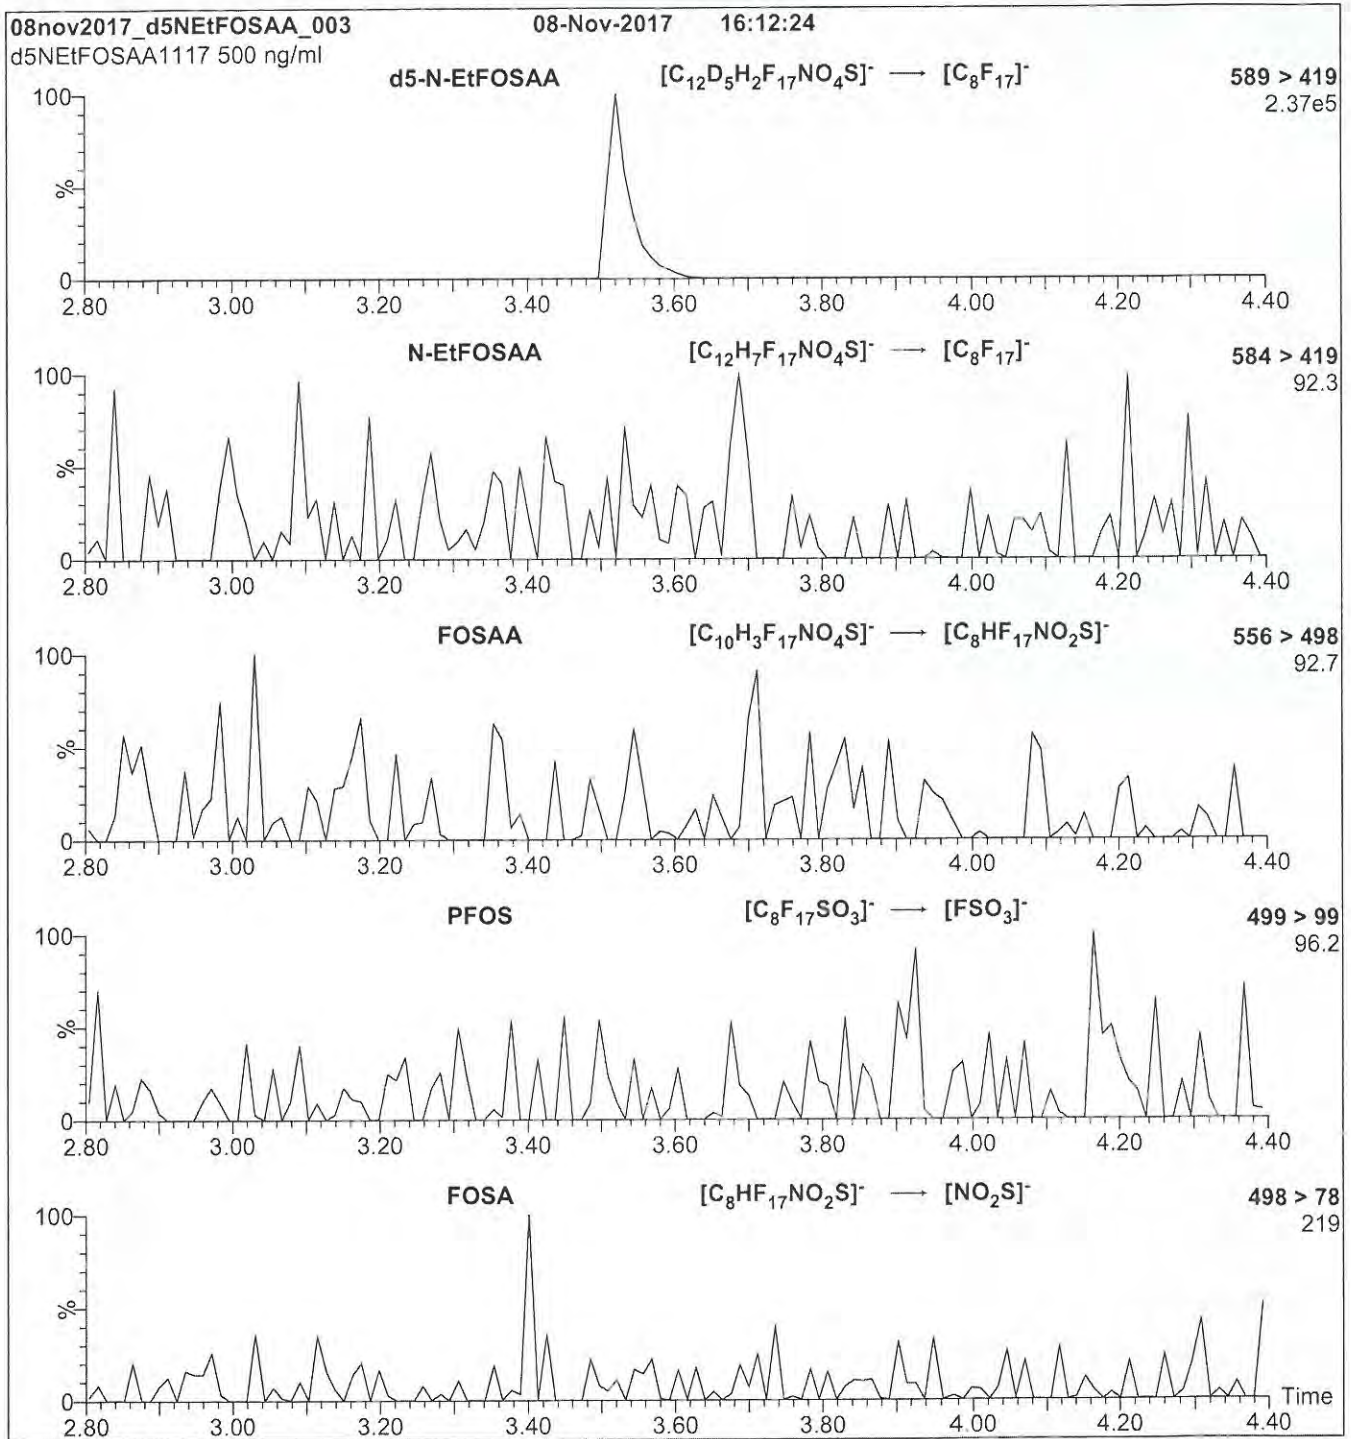 08nov2017_d5NEtFOSAA_003 08-Nov-2017 16:12:24
d5NEtFOSAA1117 500 ng/ml
d5-N-EtFOSAA [C₁₂D₅H₂F₁₇NO₄S]⁻ ⟶ [C₈F₁₇]⁻ 589 > 419
2.37e5
100
%
0
2.80 3.00 3.20 3.40 3.60 3.80 4.00 4.20 4.40
N-EtFOSAA [C₁₂H₇F₁₇NO₄S]⁻ ⟶ [C₈F₁₇]⁻ 584 > 419
92.3
100
%
0
2.80 3.00 3.20 3.40 3.60 3.80 4.00 4.20 4.40
FOSAA [C₁₀H₃F₁₇NO₄S]⁻ ⟶ [C₈HF₁₇NO₂S]⁻ 556 > 498
92.7
100
%
0
2.80 3.00 3.20 3.40 3.60 3.80 4.00 4.20 4.40
PFOS [C₈F₁₇SO₃]⁻ ⟶ [FSO₃]⁻ 499 > 99
96.2
100
%
0
2.80 3.00 3.20 3.40 3.60 3.80 4.00 4.20 4.40
FOSA [C₈HF₁₇NO₂S]⁻ ⟶ [NO₂S]⁻ 498 > 78
219
100
%
0
Time
2.80 3.00 3.20 3.40 3.60 3.80 4.00 4.20 4.40